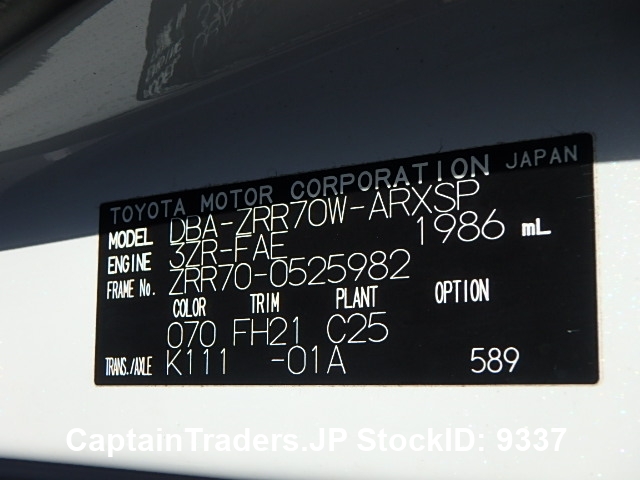 TOYOTA MOTOR CORPORATION JAPAN
MODEL DBA-ZRR70W-ARXSP
ENGINE 3ZR-FAE 1986 mL
FRAME No. ZRR70-0525982
COLOR TRIM PLANT OPTION
070 FH21 C25
TRANS./AXLE K111 -01A 589
CaptainTraders.JP StockID: 9337